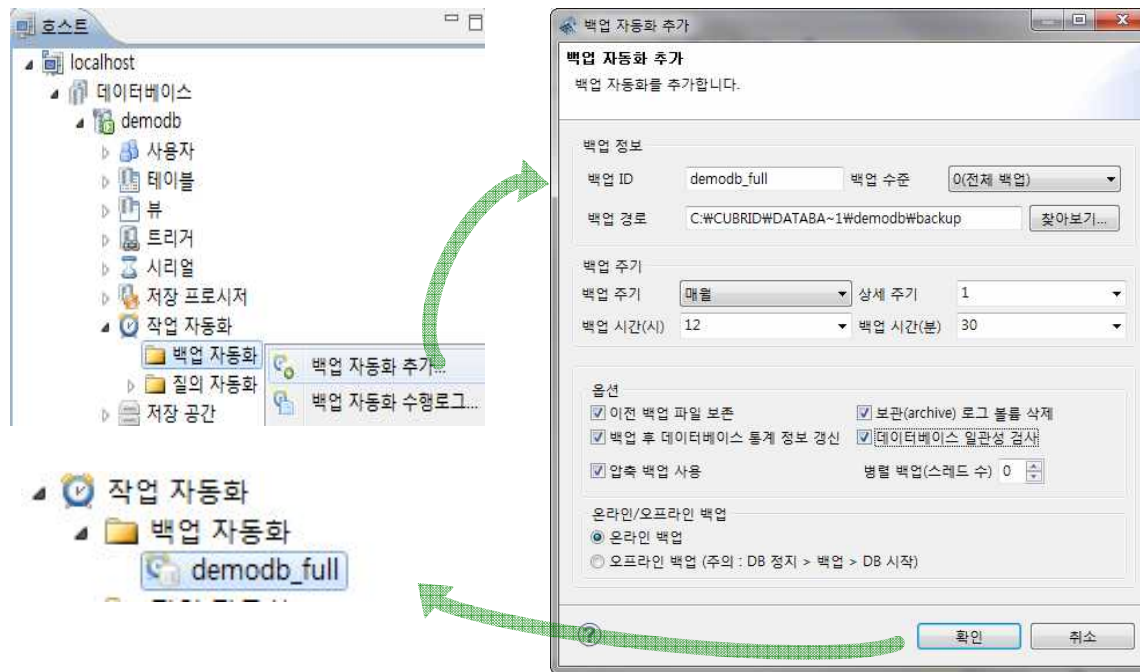 호스트
localhost
데이터베이스
demodb
사용자
테이블
뷰
트리거
시리얼
저장 프로시저
작업 자동화
백업 자동화
질의 자동화
저장 공간
백업 자동화 추가...
백업 자동화 수행로그...
작업 자동화
백업 자동화
demodb_full
백업 자동화 추가
백업 자동화 추가
백업 자동화를 추가합니다.
백업 정보
백업 ID demodb_full 백업 수준 0(전체 백업)
백업 경로 C:₩CUBRID₩DATABA~1₩demodb₩backup 찾아보기...
백업 주기
백업 주기 매월 상세 주기 1
백업 시간(시) 12 백업 시간(분) 30
옵션
이전 백업 파일 보존 보관(archive) 로그 볼륨 삭제
백업 후 데이터베이스 통계 정보 갱신 데이터베이스 일관성 검사
압축 백업 사용 병렬 백업(스레드 수) 0
온라인/오프라인 백업
온라인 백업
오프라인 백업 (주의 : DB 정지 > 백업 > DB 시작)
확인 취소